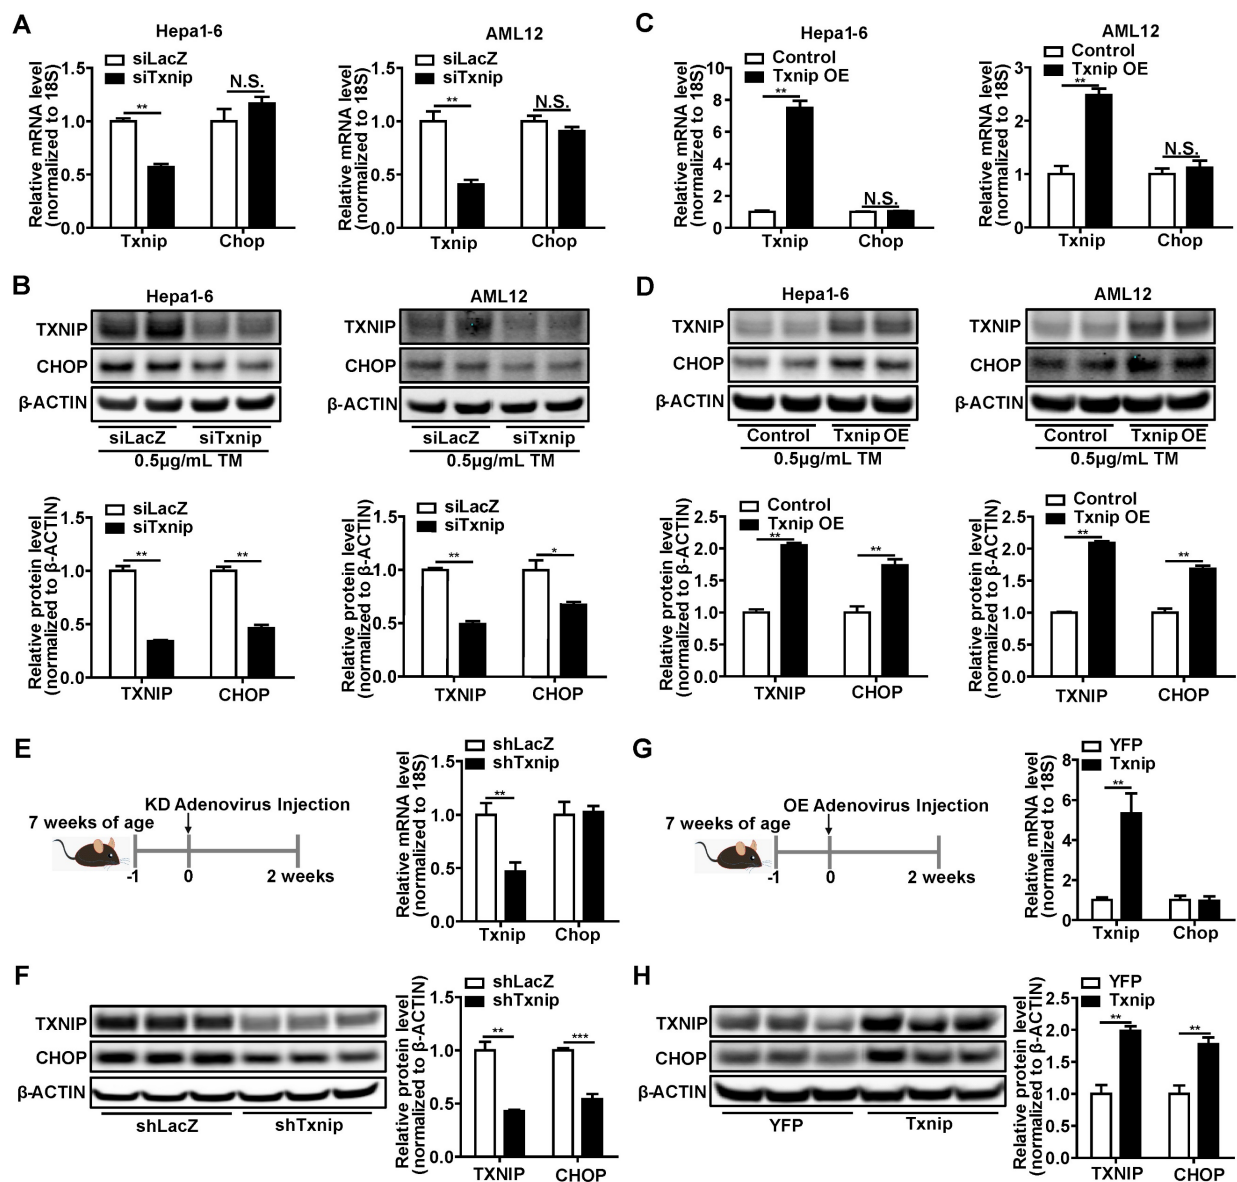 A
Hepa1-6
siLacZ
siTxnip
Relative mRNA level
(normalized to 18S)
1.5
1.0
0.5
0.0
**
N.S.
Txnip
Chop
AML12
siLacZ
siTxnip
Relative mRNA level
(normalized to 18S)
1.5
1.0
0.5
0.0
**
N.S.
Txnip
Chop
C
Hepa1-6
Control
Txnip OE
Relative mRNA level
(normalized to 18S)
10
8
6
4
2
0
**
N.S.
Txnip
Chop
AML12
Control
Txnip OE
Relative mRNA level
(normalized to 18S)
3
2
1
0
**
N.S.
Txnip
Chop
B
Hepa1-6
TXNIP
CHOP
β-ACTIN
siLacZ
siTxnip
0.5μg/mL TM
AML12
TXNIP
CHOP
β-ACTIN
siLacZ
siTxnip
0.5μg/mL TM
siLacZ
siTxnip
Relative protein level
(normalized to β-ACTIN)
1.5
1.0
0.5
0.0
**
**
TXNIP
CHOP
siLacZ
siTxnip
Relative protein level
(normalized to β-ACTIN)
1.5
1.0
0.5
0.0
**
*
TXNIP
CHOP
D
Hepa1-6
TXNIP
CHOP
β-ACTIN
Control
Txnip OE
0.5μg/mL TM
AML12
TXNIP
CHOP
β-ACTIN
Control
Txnip OE
0.5μg/mL TM
Control
Txnip OE
Relative protein level
(normalized to β-ACTIN)
2.5
2.0
1.5
1.0
0.5
0.0
**
**
TXNIP
CHOP
Control
Txnip OE
Relative protein level
(normalized to β-ACTIN)
2.5
2.0
1.5
1.0
0.5
0.0
**
**
TXNIP
CHOP
E
KD Adenovirus Injection
7 weeks of age
-1
0
2 weeks
shLacZ
shTxnip
Relative mRNA level
(normalized to 18S)
1.5
1.0
0.5
0.0
**
Txnip
Chop
G
OE Adenovirus Injection
7 weeks of age
-1
0
2 weeks
YFP
Txnip
Relative mRNA level
(normalized to 18S)
8
6
4
2
0
**
Txnip
Chop
F
TXNIP
CHOP
β-ACTIN
shLacZ
shTxnip
shLacZ
shTxnip
Relative protein level
(normalized to β-ACTIN)
1.5
1.0
0.5
0.0
**
***
TXNIP
CHOP
H
TXNIP
CHOP
β-ACTIN
YFP
Txnip
YFP
Txnip
Relative protein level
(normalized to β-ACTIN)
2.5
2.0
1.5
1.0
0.5
0.0
**
**
TXNIP
CHOP